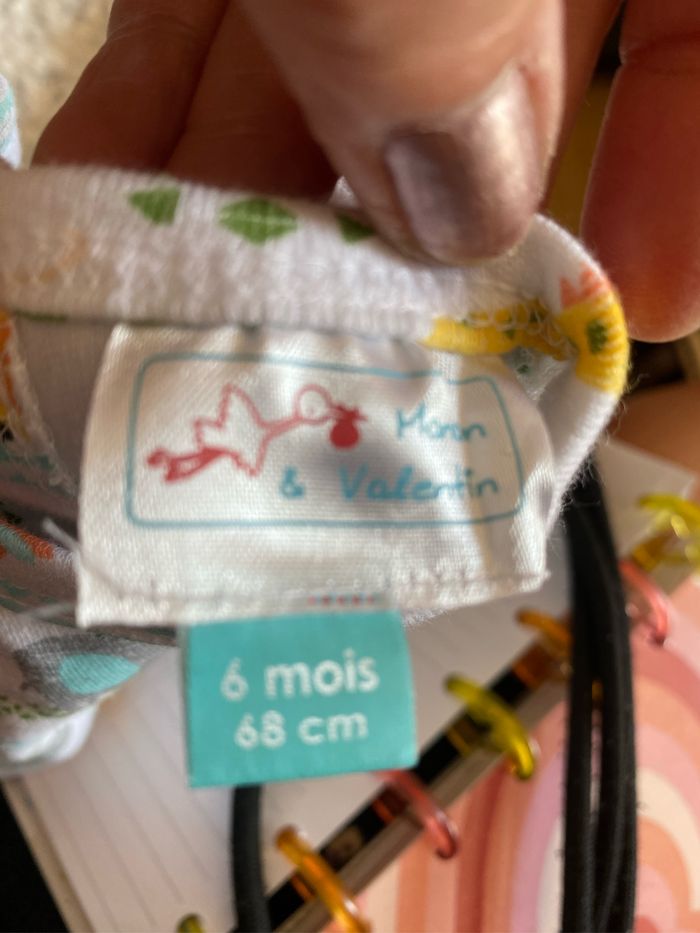 Manon
& Valentin
6 mois
68 cm